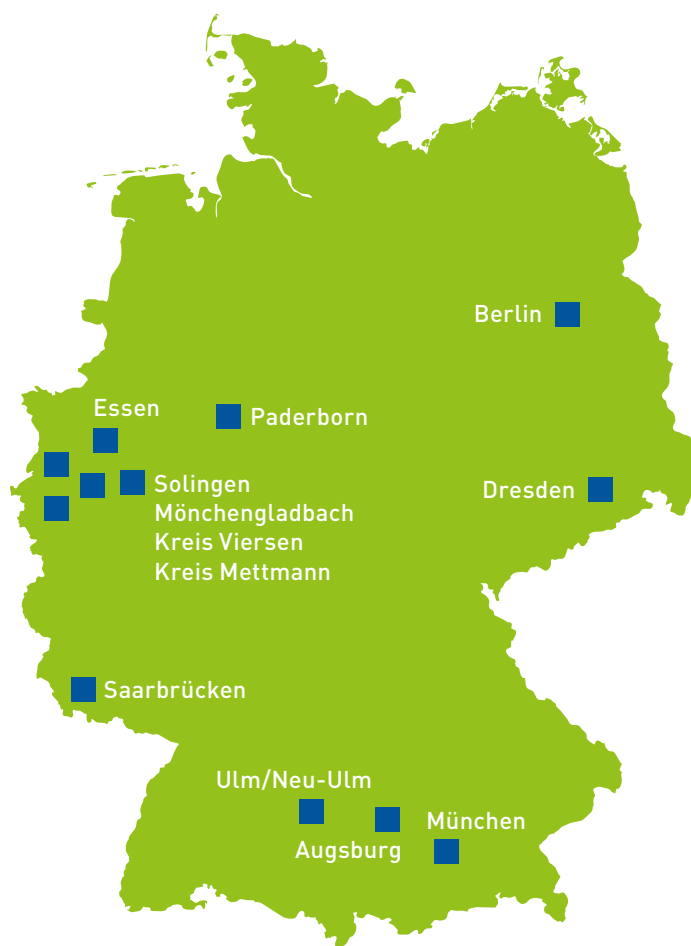 Berlin
Essen
Paderborn
Solingen
Mönchengladbach
Kreis Viersen
Kreis Mettmann
Dresden
Saarbrücken
Ulm/Neu-Ulm
München
Augsburg